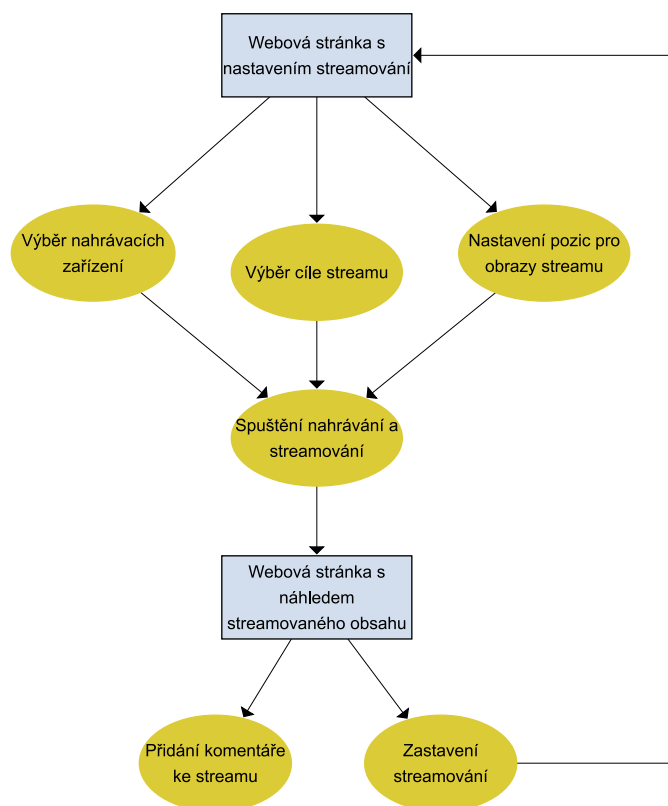 Webová stránka s
nastavením streamování
Výběr nahrávacích
zařízení
Výběr cíle streamu
Nastavení pozic pro
obrazy streamu
Spuštění nahrávání a
streamování
Webová stránka s
náhledem
streamovaného obsahu
Přidání komentáře
ke streamu
Zastavení
streamování